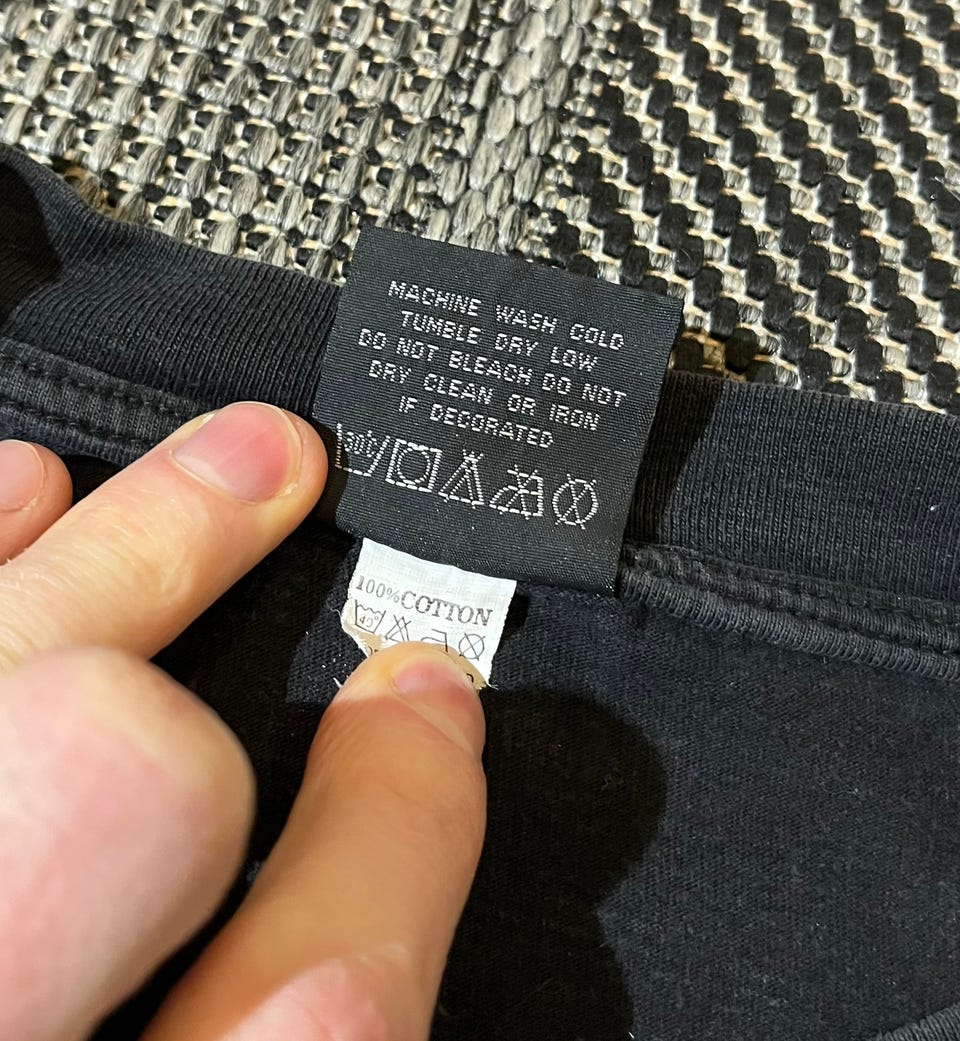 MACHINE WASH COLD
TUMBLE DRY LOW
DO NOT BLEACH DO NOT
DRY CLEAN OR IRON
IF DECORATED
100% COTTON